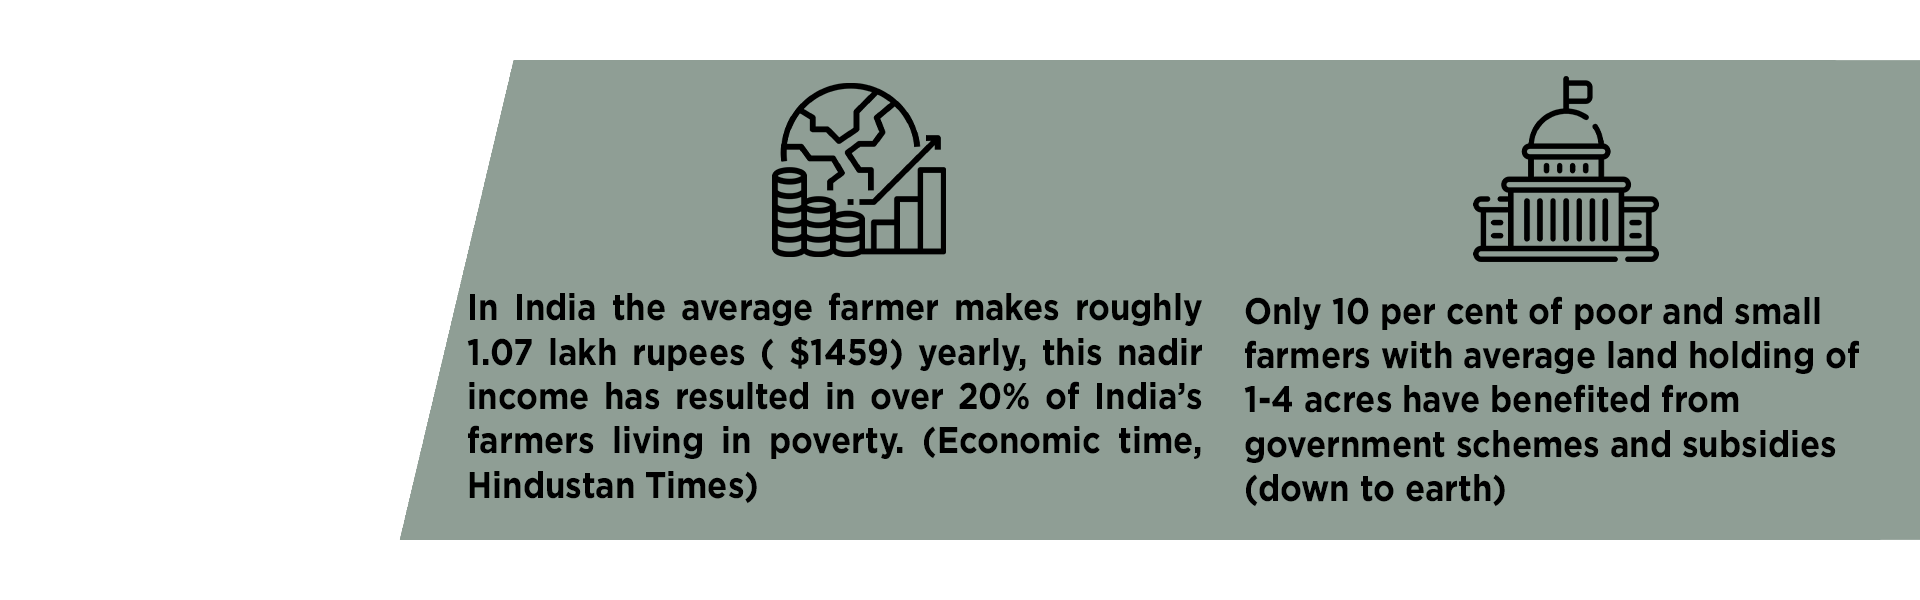 In India the average farmer makes roughly
1.07 lakh rupees ( $1459) yearly, this nadir
income has resulted in over 20% of India’s
farmers living in poverty. (Economic time,
Hindustan Times)
Only 10 per cent of poor and small
farmers with average land holding of
1-4 acres have benefited from
government schemes and subsidies
(down to earth)